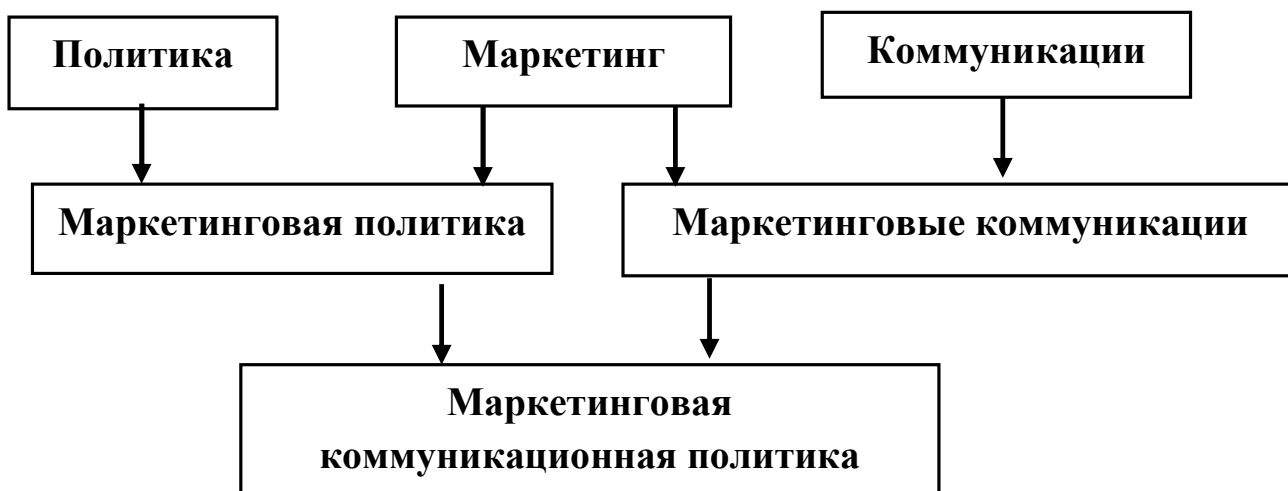 Политика
Маркетинг
Коммуникации
Маркетинговая политика
Маркетинговые коммуникации
Маркетинговая
коммуникационная политика